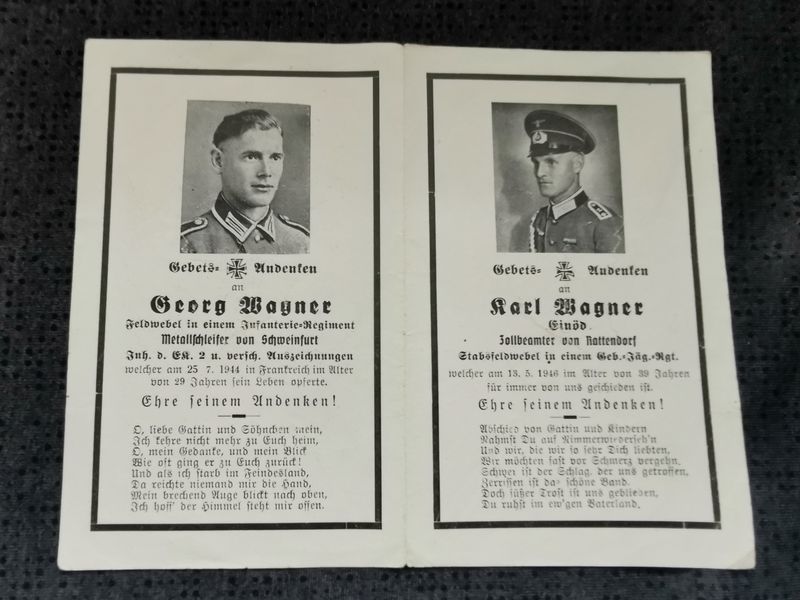 Gebets= Andenken
an
Georg Wagner
Feldwebel in einem Infanterie=Regiment
Metallschleifer von Schweinfurt
Inh. d. EK. 2 u. versch. Auszeichnungen
welcher am 25 7. 1944 in Frankreich im Alter
von 29 Jahren sein Leben opferte.
Ehre seinem Andenken!
O, liebe Gattin und Söhnchen mein,
Ich kehre nicht mehr zu Euch heim,
O, mein Gedanke, und mein Blick
Wie oft ging er zu Euch zurück!
Und als ich starb im Feindesland,
Da reichte niemand mir die Hand,
Mein brechend Auge blickt nach oben,
Ich hoff' der Himmel steht mir offen.
Gebets= Andenken
an
Karl Wagner
Einöd
Zollbeamter von Rattendorf
Stabsfeldwebel in einem Geb.=Jäg.=Rgt.
welcher am 13. 5. 1946 im Alter von 39 Jahren
für immer von uns geschieden ist.
Ehre seinem Andenken!
Abschied von Gattin und Kindern
Nahmst Du auf Nimmerwiederseh'n
Und wir, die wir so sehr Dich liebten,
Wir möchten fast vor Schmerz vergehn.
Schwer ist der Schlag, der uns getroffen,
Zerrissen ist das schöne Band.
Doch süßer Trost ist uns geblieben,
Du ruhst im ew'gen Vaterland.